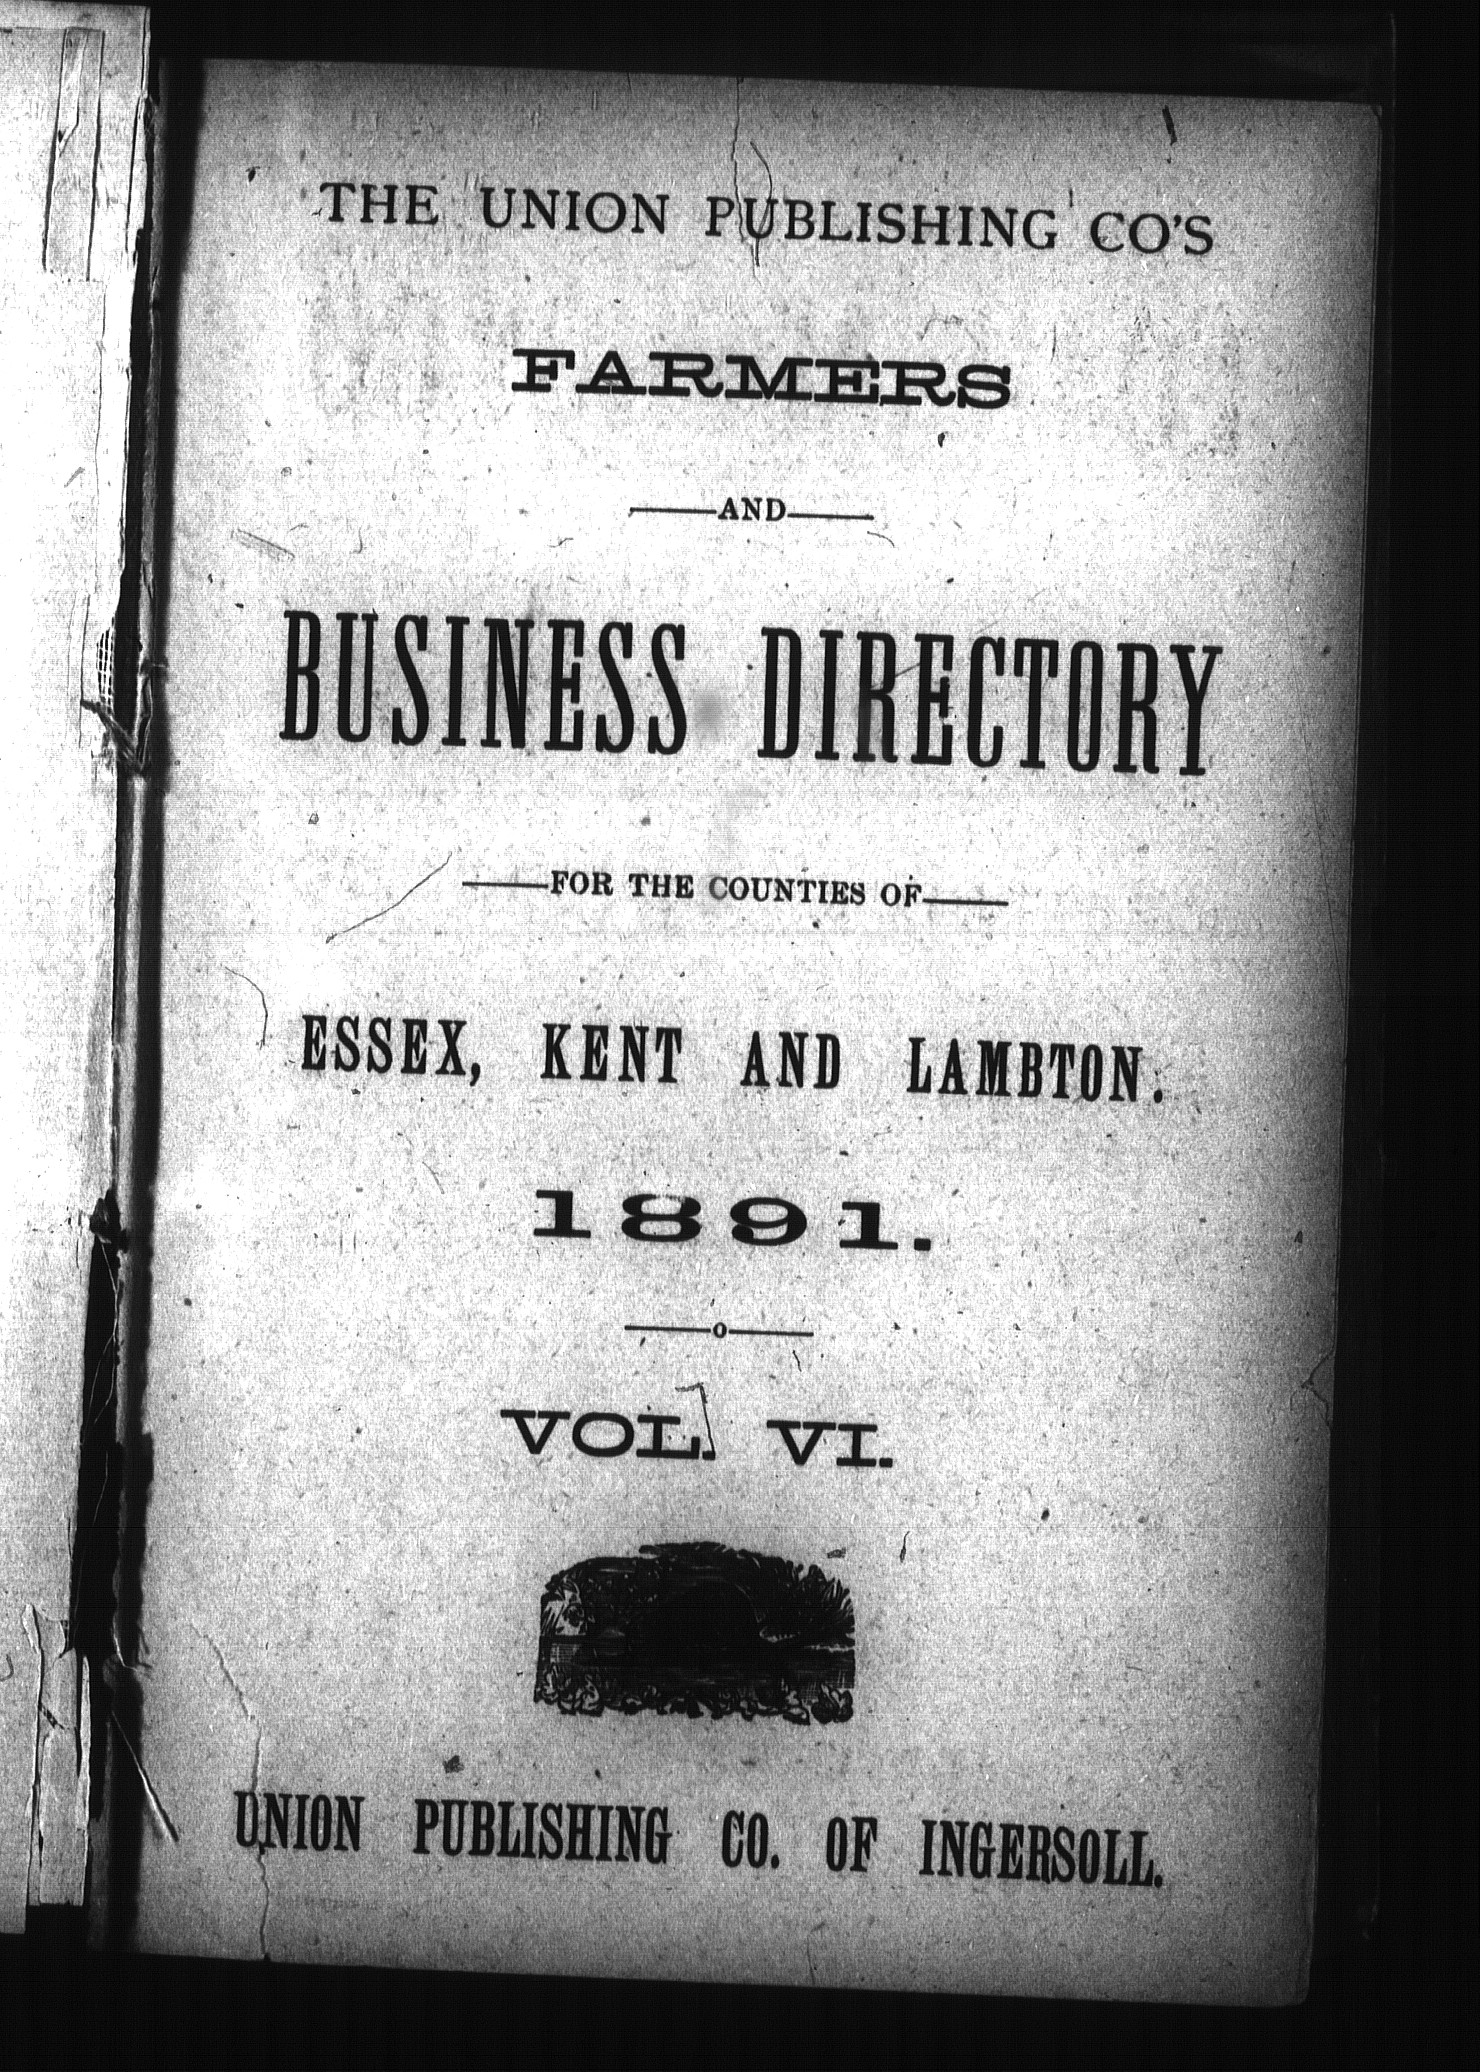 THE UNION PUBLISHING CO'S
FARMERS
AND
BUSINESS DIRECTORY
FOR THE COUNTIES OF
ESSEX, KENT AND LAMBTON.
1891.
o
VOL. VI.
UNION PUBLISHING CO. OF INGERSOLL.